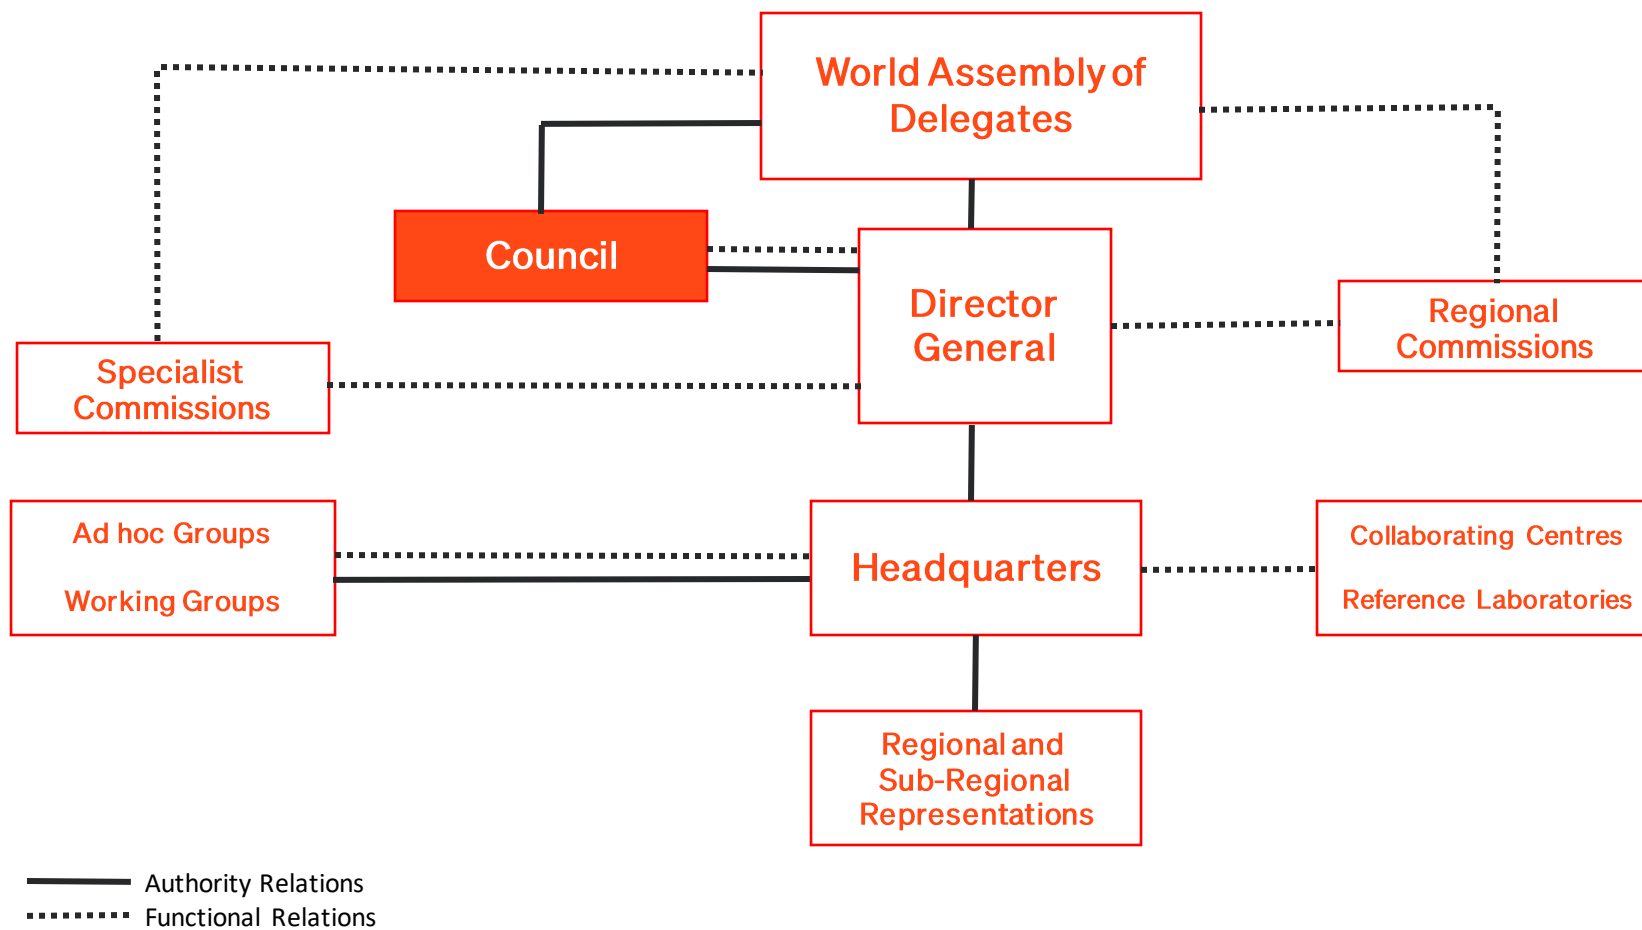 World Assembly of
Delegates
Council
Director
General
Regional
Commissions
Specialist
Commissions
Ad hoc Groups
Working Groups
Headquarters
Collaborating Centres
Reference Laboratories
Regional and
Sub-Regional
Representations
Authority Relations
Functional Relations